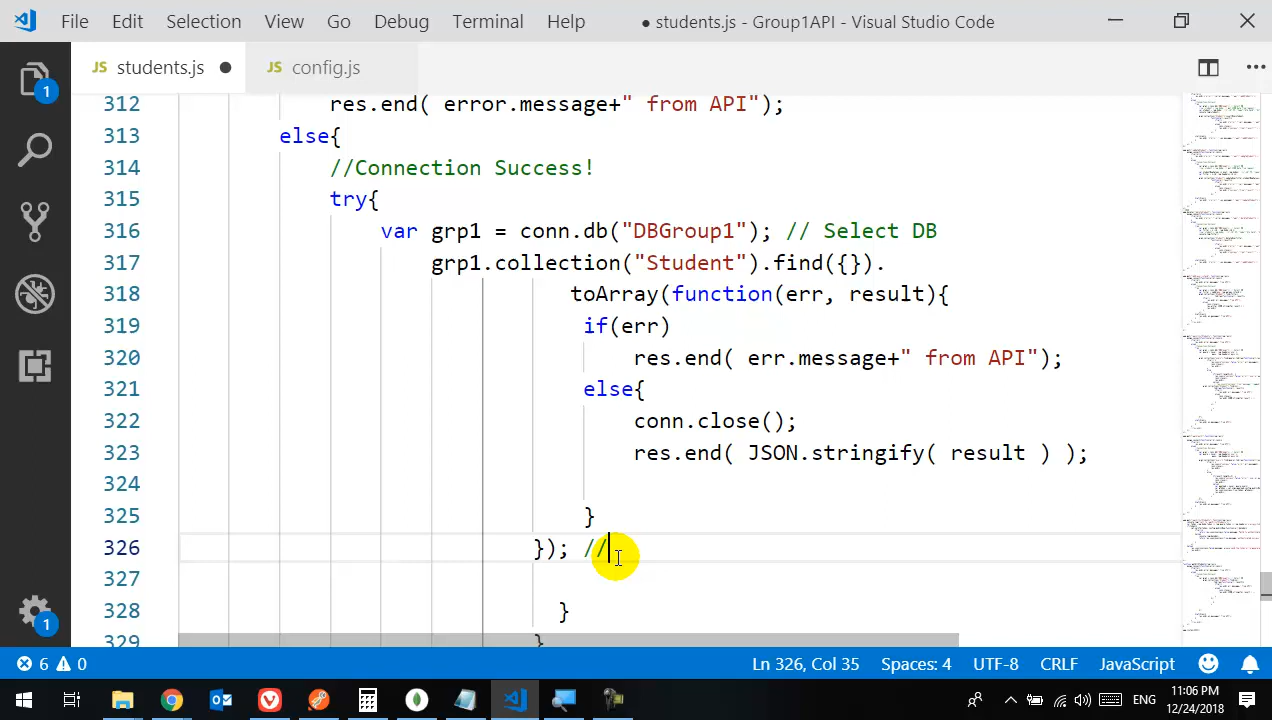 File Edit Selection View Go Debug Terminal Help ● students.js - Group1API - Visual Studio Code
JS students.js ● JS config.js
312 res.end( error.message+" from API");
313 else{
314 //Connection Success!
315 try{
316 var grp1 = conn.db("DBGroup1"); // Select DB
317 grp1.collection("Student").find({}).
318 toArray(function(err, result){
319 if(err)
320 res.end( err.message+" from API");
321 else{
322 conn.close();
323 res.end( JSON.stringify( result ) );
324
325 }
326 }); //
327
328 }
329 }
1
1
6 0 Ln 326, Col 35 Spaces: 4 UTF-8 CRLF JavaScript
ENG 11:06 PM
12/24/2018